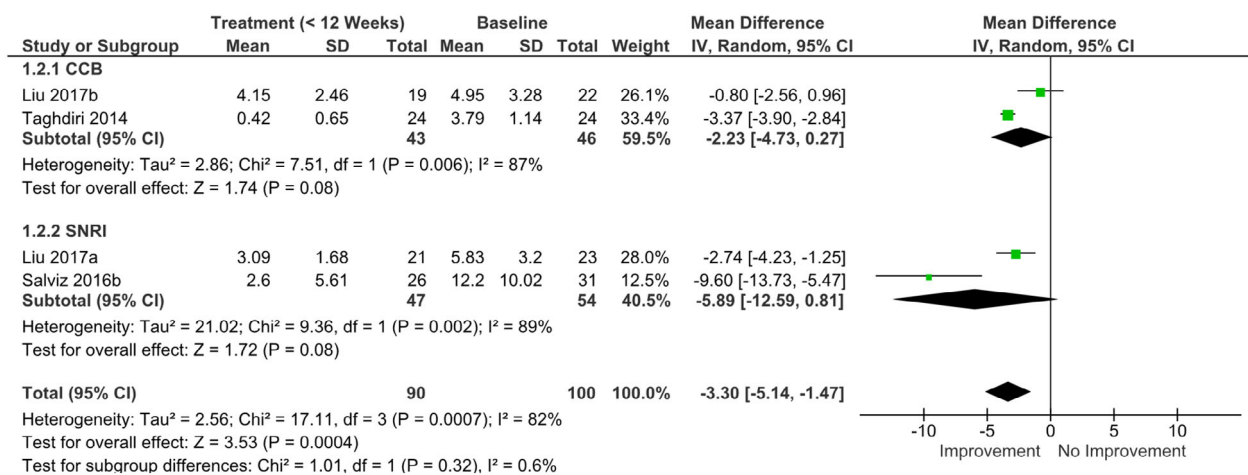 Treatment (< 12 Weeks) Baseline Mean Difference Mean Difference
Study or Subgroup Mean SD Total Mean SD Total Weight IV, Random, 95% CI IV, Random, 95% CI
1.2.1 CCB
Liu 2017b 4.15 2.46 19 4.95 3.28 22 26.1% -0.80 [-2.56, 0.96]
Taghdiri 2014 0.42 0.65 24 3.79 1.14 24 33.4% -3.37 [-3.90, -2.84]
Subtotal (95% CI) 43 46 59.5% -2.23 [-4.73, 0.27]
Heterogeneity: Tau² = 2.86; Chi² = 7.51, df = 1 (P = 0.006); I² = 87%
Test for overall effect: Z = 1.74 (P = 0.08)
1.2.2 SNRI
Liu 2017a 3.09 1.68 21 5.83 3.2 23 28.0% -2.74 [-4.23, -1.25]
Salviz 2016b 2.6 5.61 26 12.2 10.02 31 12.5% -9.60 [-13.73, -5.47]
Subtotal (95% CI) 47 54 40.5% -5.89 [-12.59, 0.81]
Heterogeneity: Tau² = 21.02; Chi² = 9.36, df = 1 (P = 0.002); I² = 89%
Test for overall effect: Z = 1.72 (P = 0.08)
Total (95% CI) 90 100 100.0% -3.30 [-5.14, -1.47]
Heterogeneity: Tau² = 2.56; Chi² = 17.11, df = 3 (P = 0.0007); I² = 82%
Test for overall effect: Z = 3.53 (P = 0.0004)
Test for subgroup differences: Chi² = 1.01, df = 1 (P = 0.32), I² = 0.6%
-10 -5 0 5 10
Improvement No Improvement